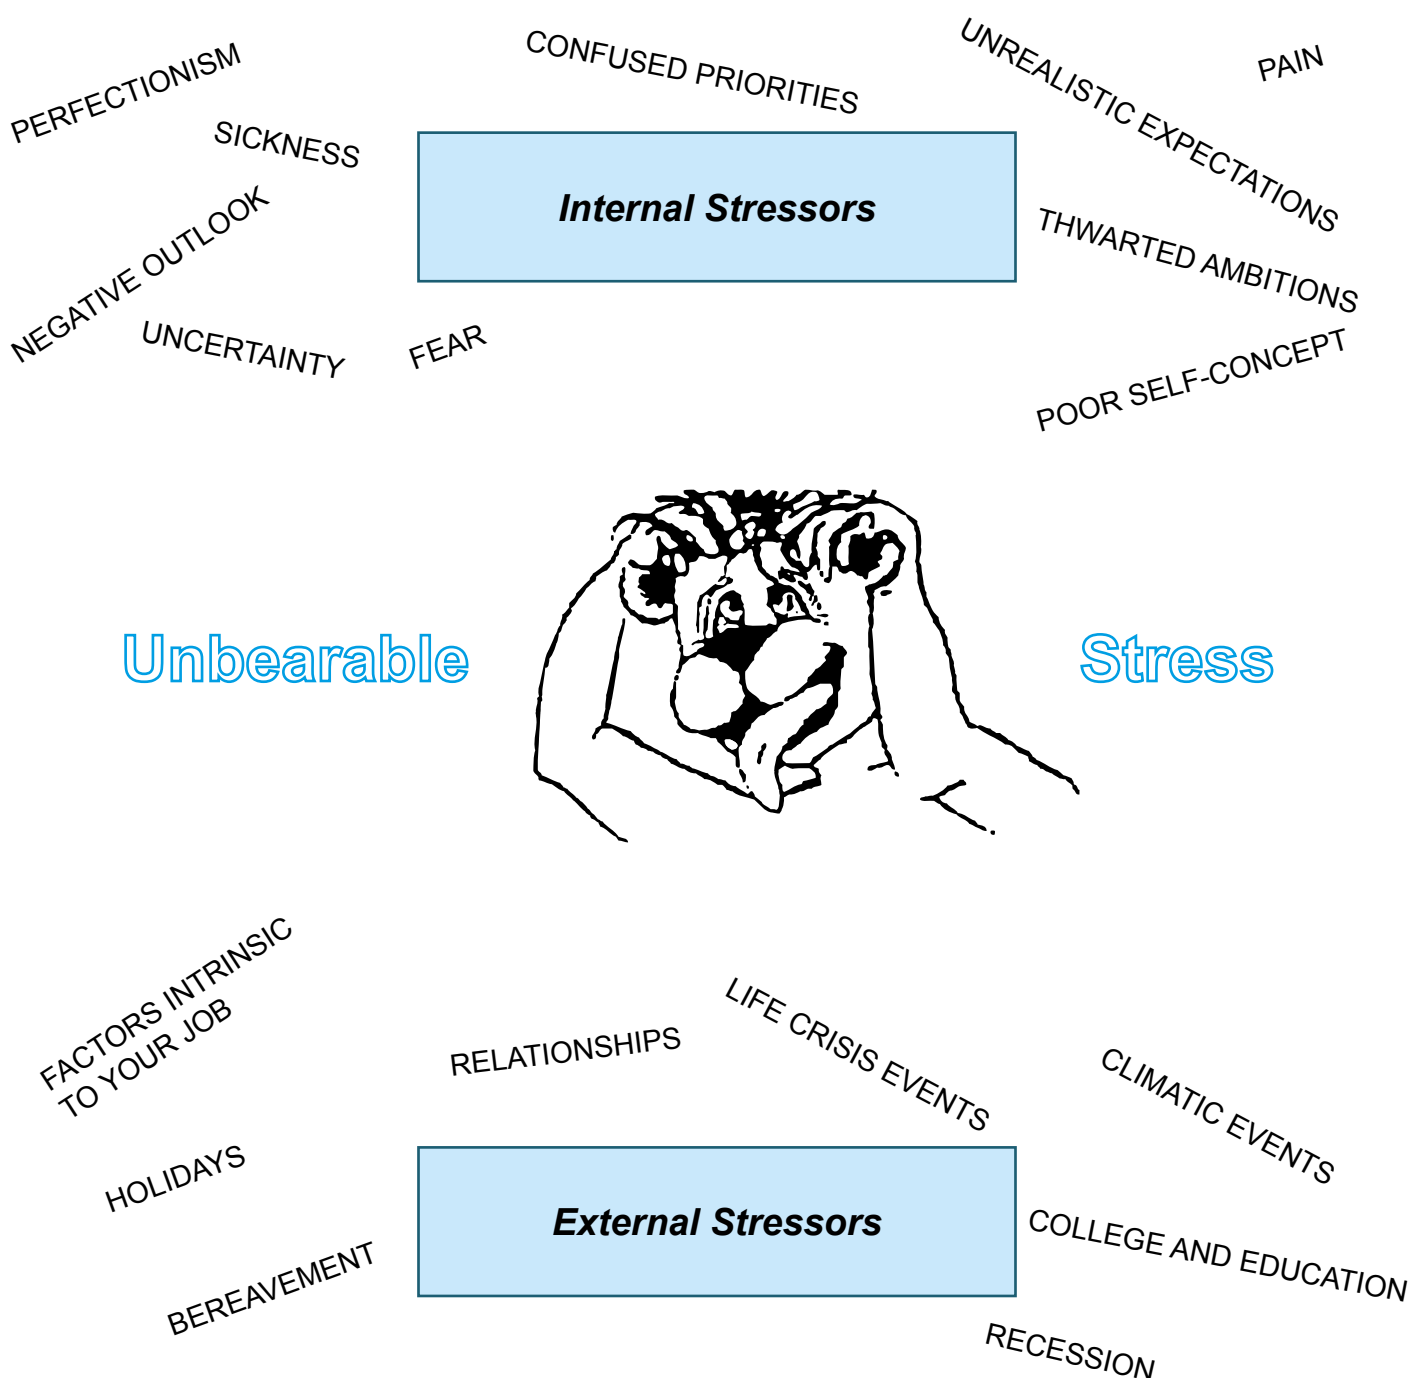 PERFECTIONISM
CONFUSED PRIORITIES
UNREALISTIC EXPECTATIONS
PAIN
SICKNESS
Internal Stressors
NEGATIVE OUTLOOK
THWARTED AMBITIONS
UNCERTAINTY
FEAR
POOR SELF-CONCEPT
Unbearable
Stress
FACTORS INTRINSIC
TO YOUR JOB
RELATIONSHIPS
LIFE CRISIS EVENTS
CLIMATIC EVENTS
HOLIDAYS
External Stressors
COLLEGE AND EDUCATION
BEREAVEMENT
RECESSION